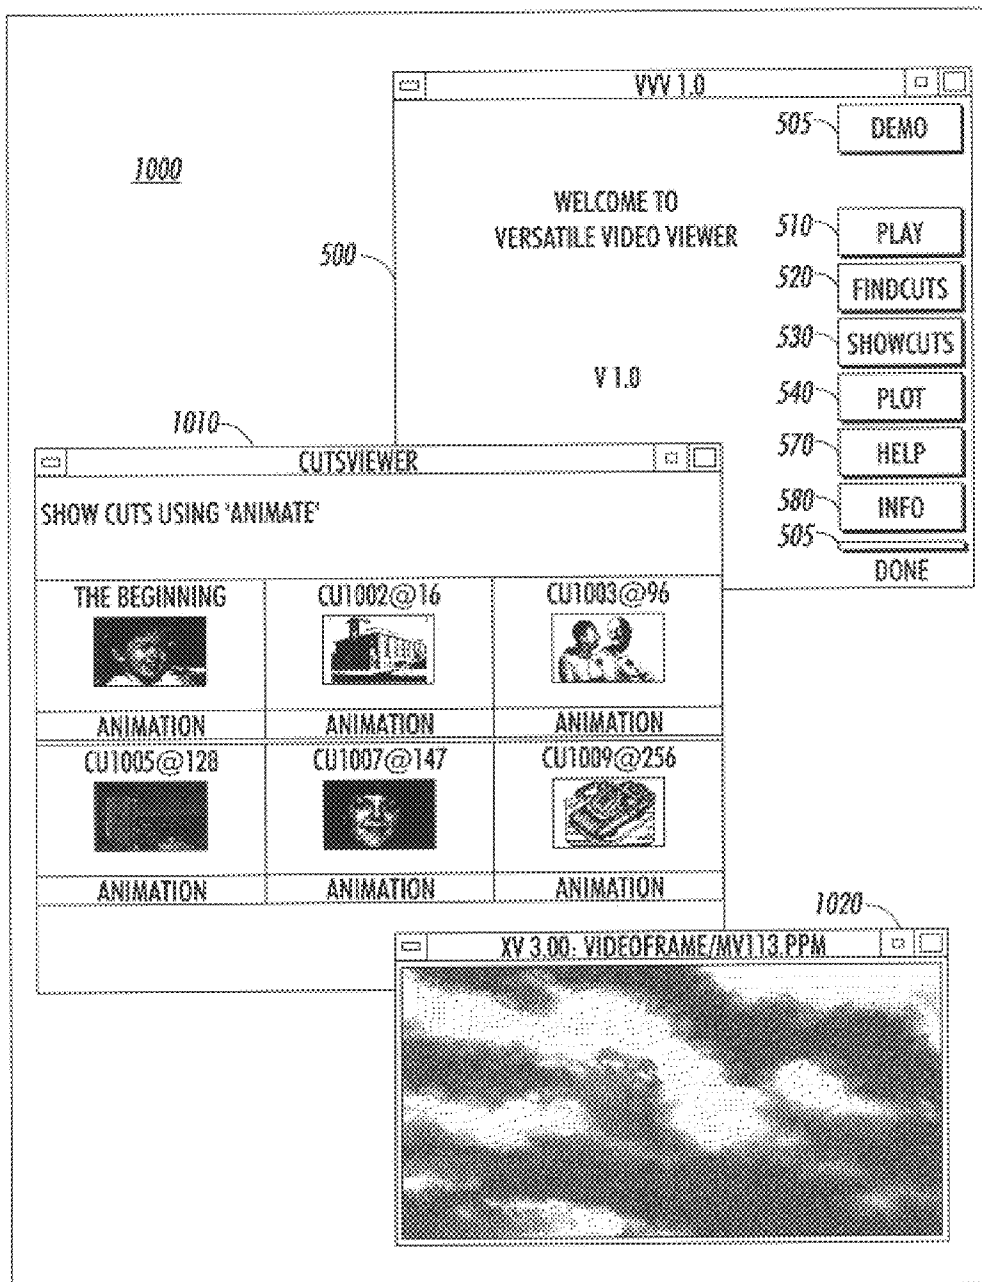 VVV 1.0
505 DEMO
1000
WELCOME TO
VERSATILE VIDEO VIEWER
510 PLAY
500
520 FINDCUTS
530 SHOWCUTS
V 1.0
540 PLOT
1010
570 HELP
CUTSVIEWER
580 INFO
SHOW CUTS USING 'ANIMATE'
505
DONE
THE BEGINNING CU1002@16 CU1003@96
ANIMATION ANIMATION ANIMATION
CU1005@128 CU1007@147 CU1009@256
ANIMATION ANIMATION ANIMATION
1020
XV 3.00: VIDEOFRAME/MV113.PPM